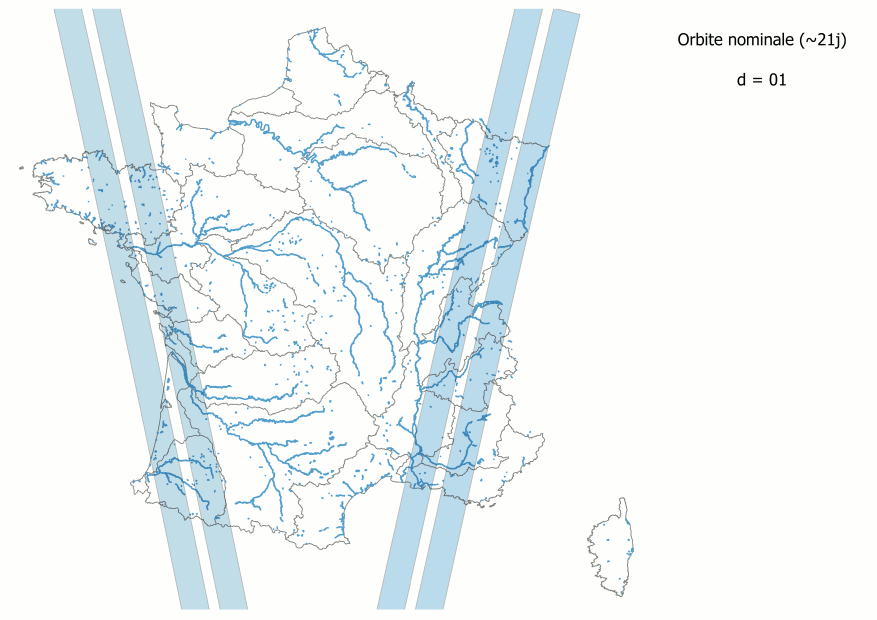 Orbite nominale (~21j)
d = 01